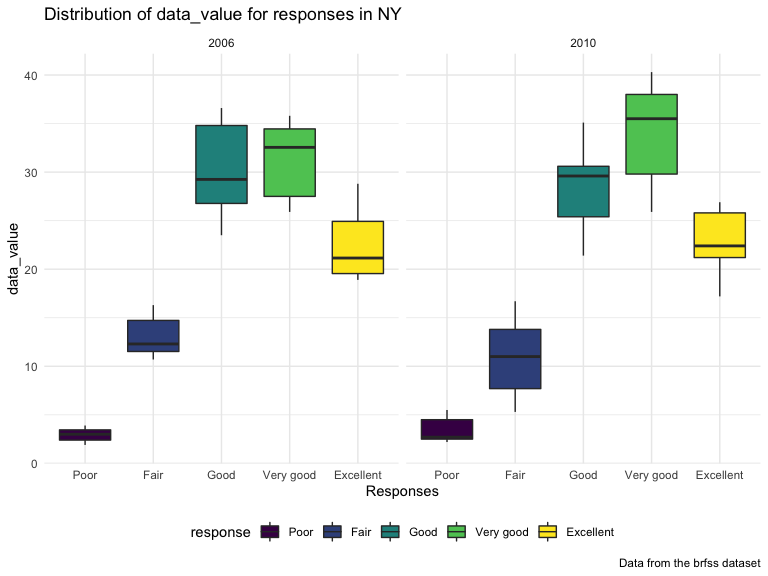 Distribution of data_value for responses in NY
2006 2010
40
30
20
10
0
data_value
Poor Fair Good Very good Excellent Poor Fair Good Very good Excellent
Responses
response Poor Fair Good Very good Excellent
Data from the brfss dataset